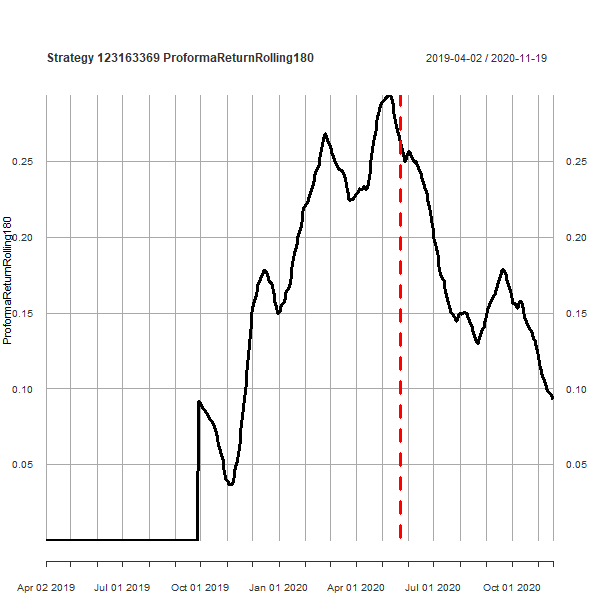 Strategy 123163369 ProformaReturnRolling180
2019-04-02 / 2020-11-19
ProformaReturnRolling180
0.25 0.25
0.20 0.20
0.15 0.15
0.10 0.10
0.05 0.05
Apr 02 2019 Jul 01 2019 Oct 01 2019 Jan 01 2020 Apr 01 2020 Jul 01 2020 Oct 01 2020